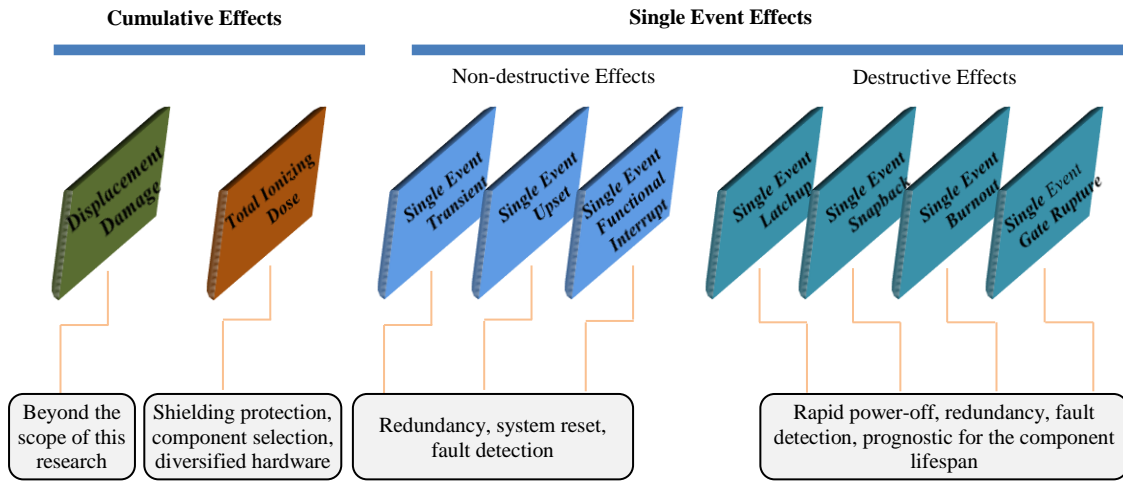 Cumulative Effects
Single Event Effects
Non-destructive Effects
Destructive Effects
Displacement
Damage
Total Ionizing
Dose
Single Event
Transient
Single Event
Upset
Single Event
Functional
Interrupt
Single Event
Latchup
Single Event
Snapback
Single Event
Burnout
Single Event
Gate Rupture
Beyond the
scope of this
research
Shielding protection,
component selection,
diversified hardware
Redundancy, system reset,
fault detection
Rapid power-off, redundancy, fault
detection, prognostic for the component
lifespan